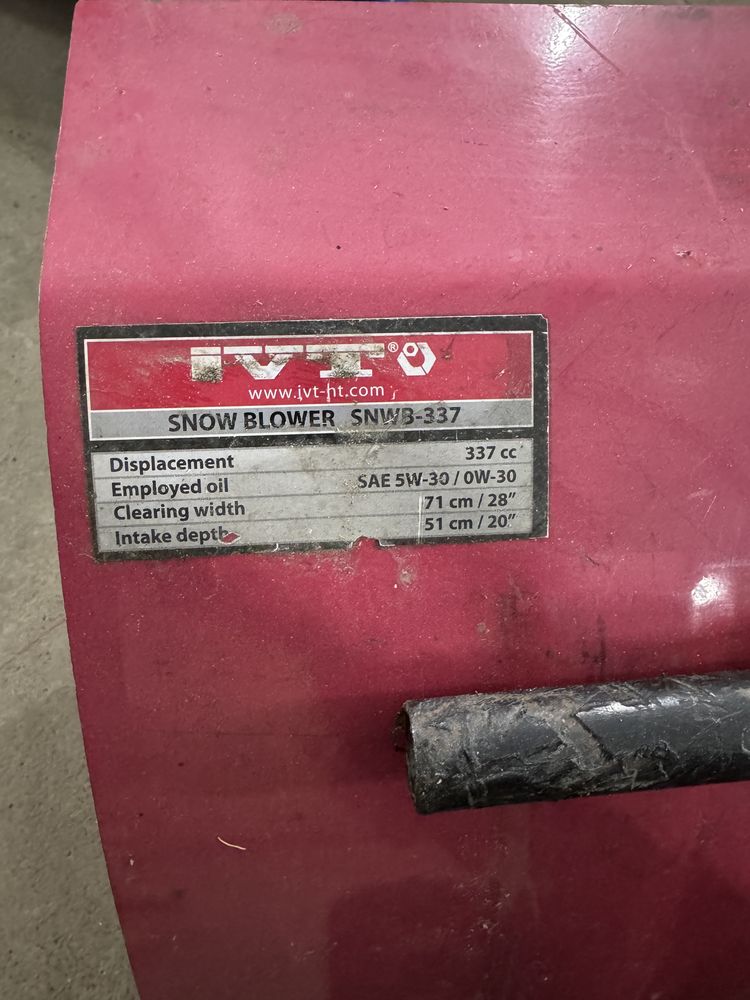 IVT®
www.ivt-ht.com
SNOW BLOWER SNWB-337
Displacement 337 cc
Employed oil SAE 5W-30 / 0W-30
Clearing width 71 cm / 28"
Intake depth 51 cm / 20"